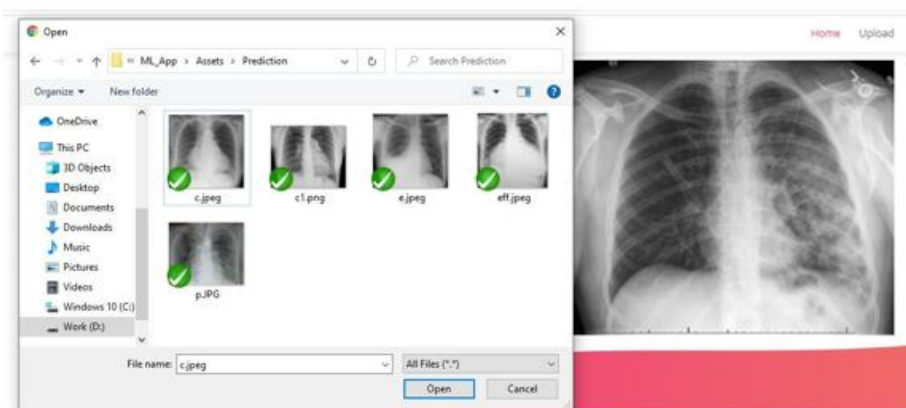 Open
Home Upload
« ML_App › Assets › Prediction
Search Prediction
Organize
New folder
OneDrive
This PC
3D Objects
Desktop
Documents
Downloads
Music
Pictures
Videos
Windows 10 (C:)
Work (D:)
c.jpeg
c1.png
e.jpeg
eff.jpeg
p.JPG
File name: c.jpeg
All Files (*.*)
Open
Cancel